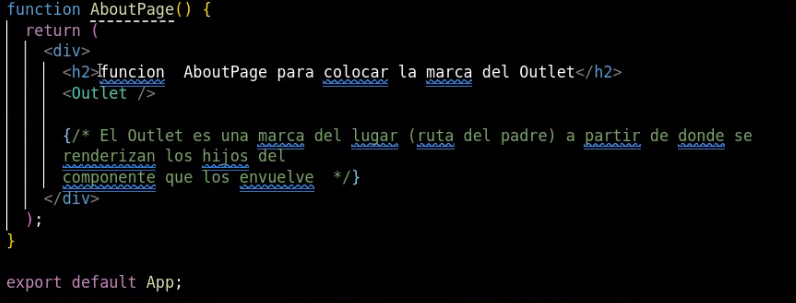 function AboutPage() {
return (
<div>
<h2>funcion  AboutPage para colocar la marca del Outlet</h2>
<Outlet />
{/* El Outlet es una marca del lugar (ruta del padre) a partir de donde se
renderizan los hijos del
componente que los envuelve  */}
</div>
);
}
export default App;